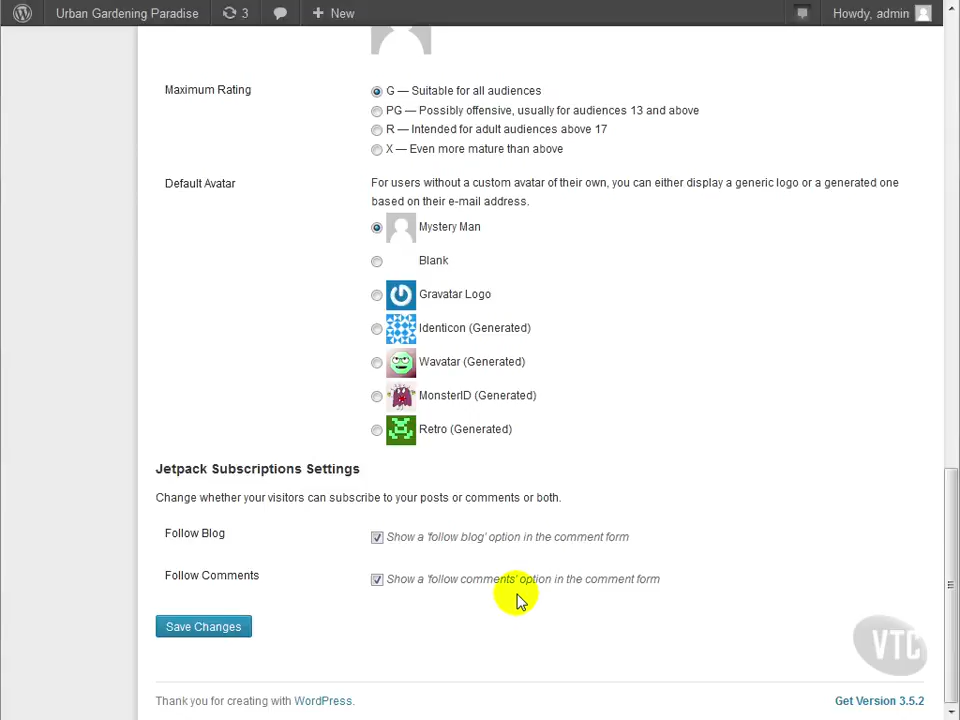 Urban Gardening Paradise 3 New Howdy, admin
Maximum Rating
G — Suitable for all audiences
PG — Possibly offensive, usually for audiences 13 and above
R — Intended for adult audiences above 17
X — Even more mature than above
Default Avatar
For users without a custom avatar of their own, you can either display a generic logo or a generated one
based on their e-mail address.
Mystery Man
Blank
Gravatar Logo
Identicon (Generated)
Wavatar (Generated)
MonsterID (Generated)
Retro (Generated)
Jetpack Subscriptions Settings
Change whether your visitors can subscribe to your posts or comments or both.
Follow Blog
Show a 'follow blog' option in the comment form
Follow Comments
Show a 'follow comments' option in the comment form
Save Changes
VTC
Thank you for creating with WordPress.
Get Version 3.5.2